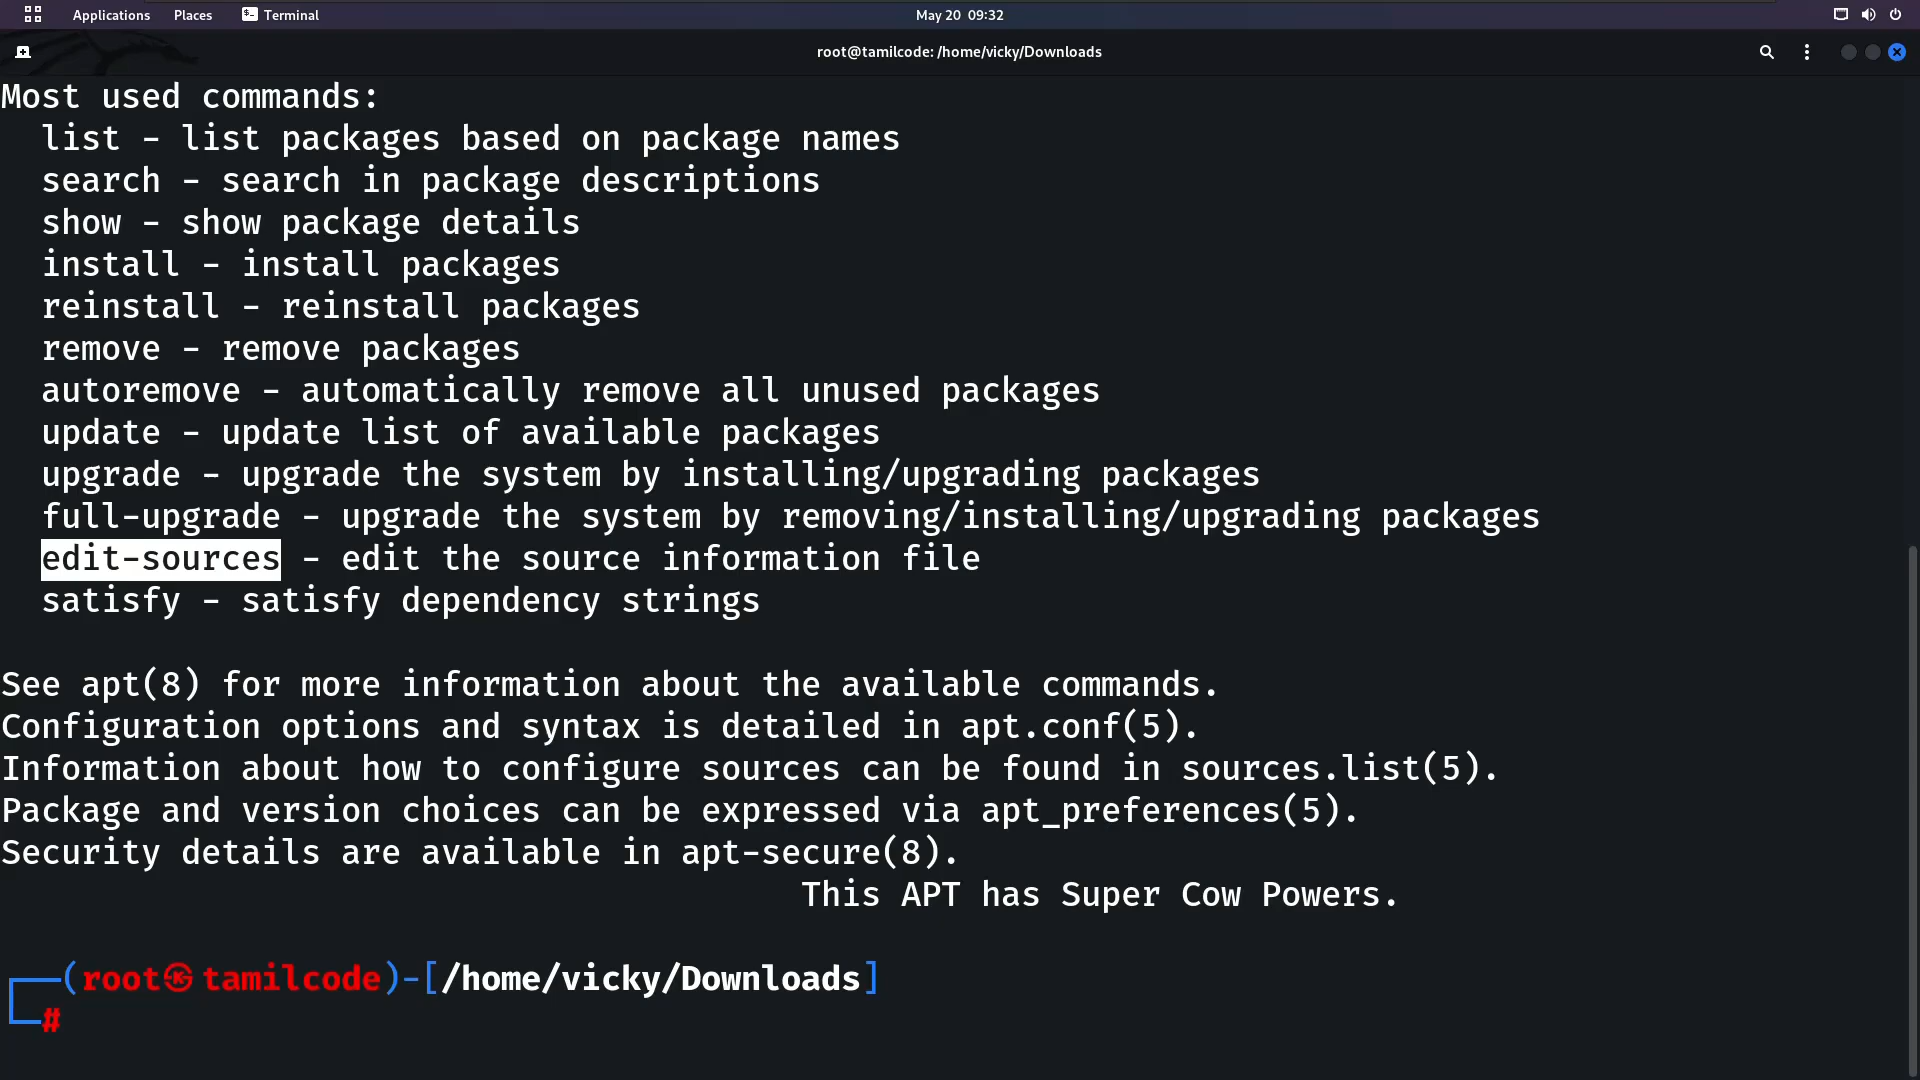 Applications Places Terminal May 20 09:32
root@tamilcode: /home/vicky/Downloads
Most used commands:
  list - list packages based on package names
  search - search in package descriptions
  show - show package details
  install - install packages
  reinstall - reinstall packages
  remove - remove packages
  autoremove - automatically remove all unused packages
  update - update list of available packages
  upgrade - upgrade the system by installing/upgrading packages
  full-upgrade - upgrade the system by removing/installing/upgrading packages
  edit-sources - edit the source information file
  satisfy - satisfy dependency strings
See apt(8) for more information about the available commands.
Configuration options and syntax is detailed in apt.conf(5).
Information about how to configure sources can be found in sources.list(5).
Package and version choices can be expressed via apt_preferences(5).
Security details are available in apt-secure(8).
This APT has Super Cow Powers.
┌──(root㉿tamilcode)-[/home/vicky/Downloads]
└─#